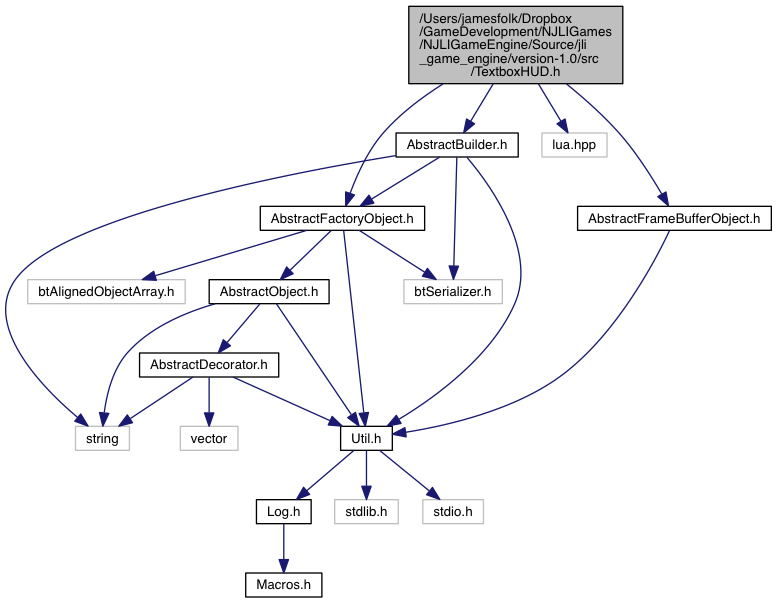 /Users/jamesfolk/Dropbox
/GameDevelopment/NJLIGames
/NJLIGameEngine/Source/jli
_game_engine/version-1.0/src
/TextboxHUD.h
AbstractBuilder.h
lua.hpp
AbstractFactoryObject.h
AbstractFrameBufferObject.h
btAlignedObjectArray.h
AbstractObject.h
btSerializer.h
AbstractDecorator.h
string
vector
Util.h
Log.h
stdlib.h
stdio.h
Macros.h